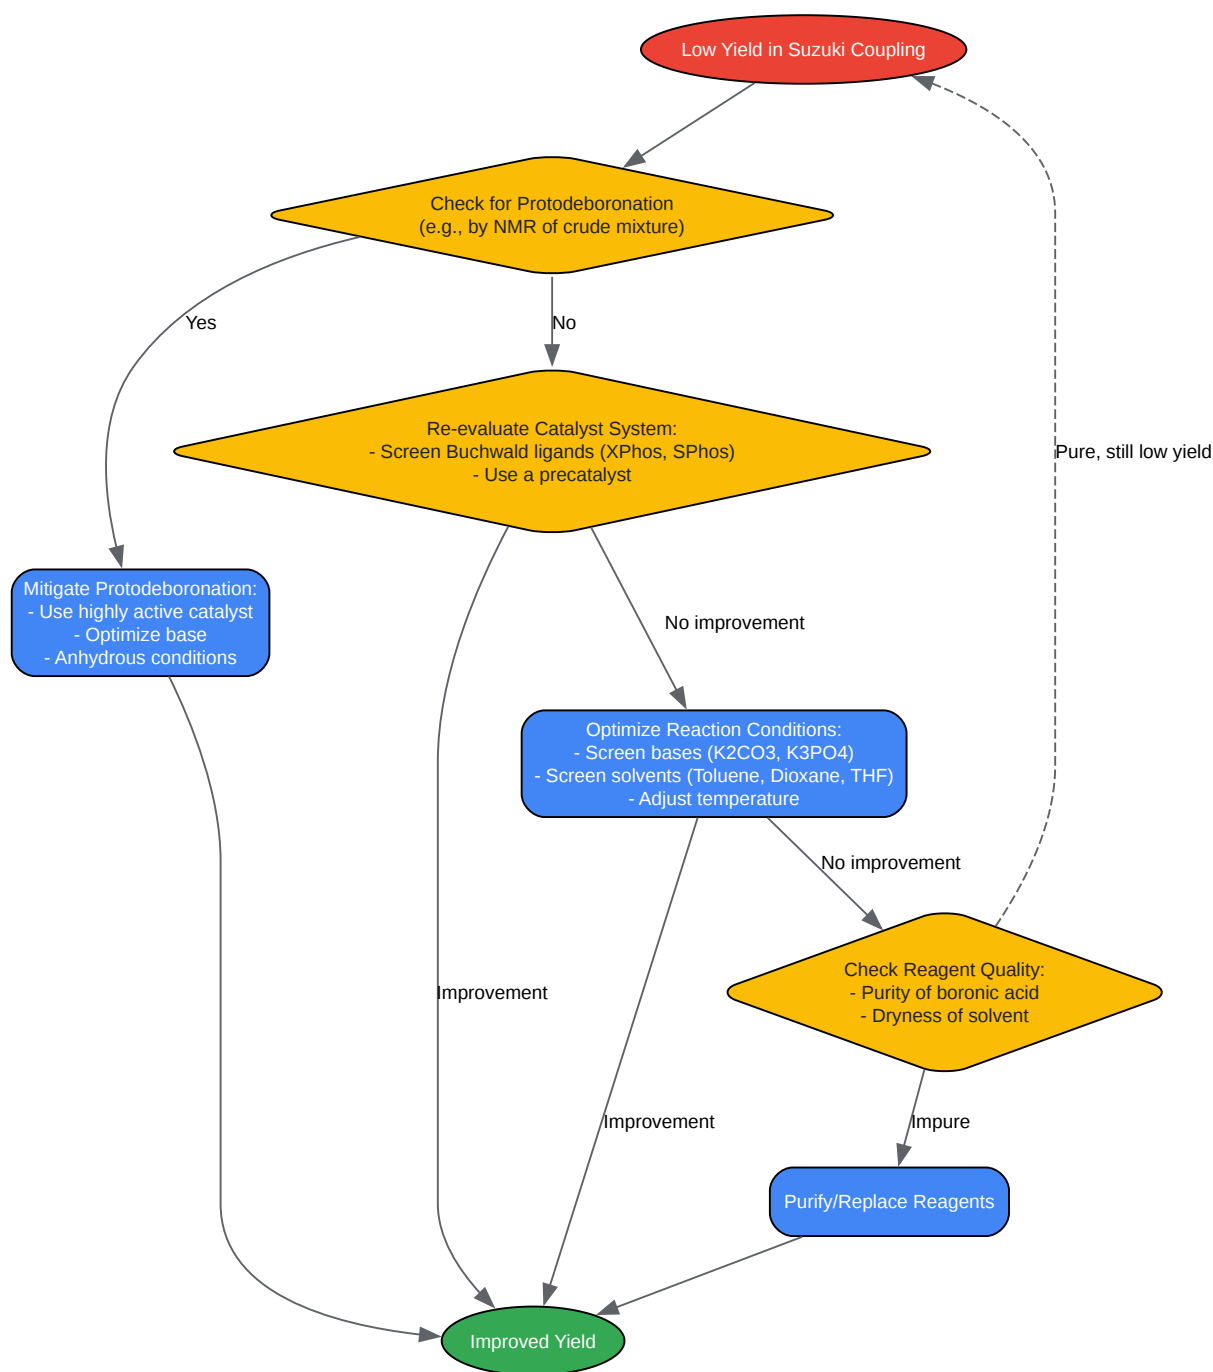 Low Yield in Suzuki Coupling
Check for Protodeboronation
(e.g., by NMR of crude mixture)
Yes
No
Re-evaluate Catalyst System:
- Screen Buchwald ligands (XPhos, SPhos)
- Use a precatalyst
Pure, still low yield
Mitigate Protodeboronation:
- Use highly active catalyst
- Optimize base
- Anhydrous conditions
No improvement
Optimize Reaction Conditions:
- Screen bases (K2CO3, K3PO4)
- Screen solvents (Toluene, Dioxane, THF)
- Adjust temperature
No improvement
Check Reagent Quality:
- Purity of boronic acid
- Dryness of solvent
Improvement
Improvement
Impure
Purify/Replace Reagents
Improved Yield